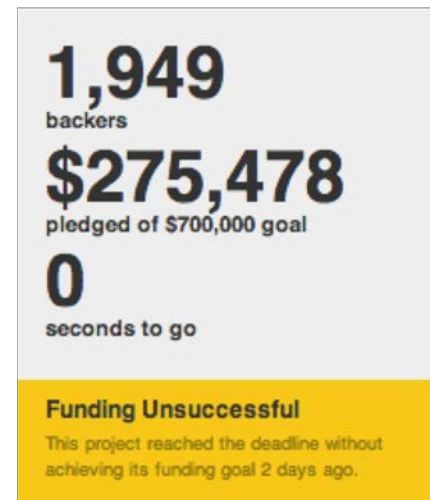 1,949
backers
$275,478
pledged of $700,000 goal
0
seconds to go
Funding Unsuccessful
This project reached the deadline without
achieving its funding goal 2 days ago.